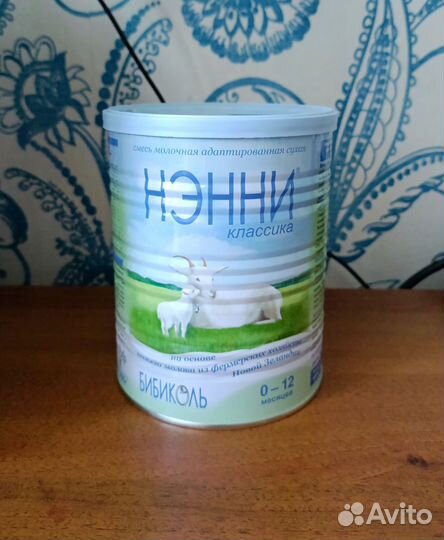 смесь молочная адаптированная сухая
НЭННИ
классика
на основе
козьего молока из фермерских хозяйств
Новой Зеландии
БИБИКОЛЬ
0 – 12
месяцев
Avito